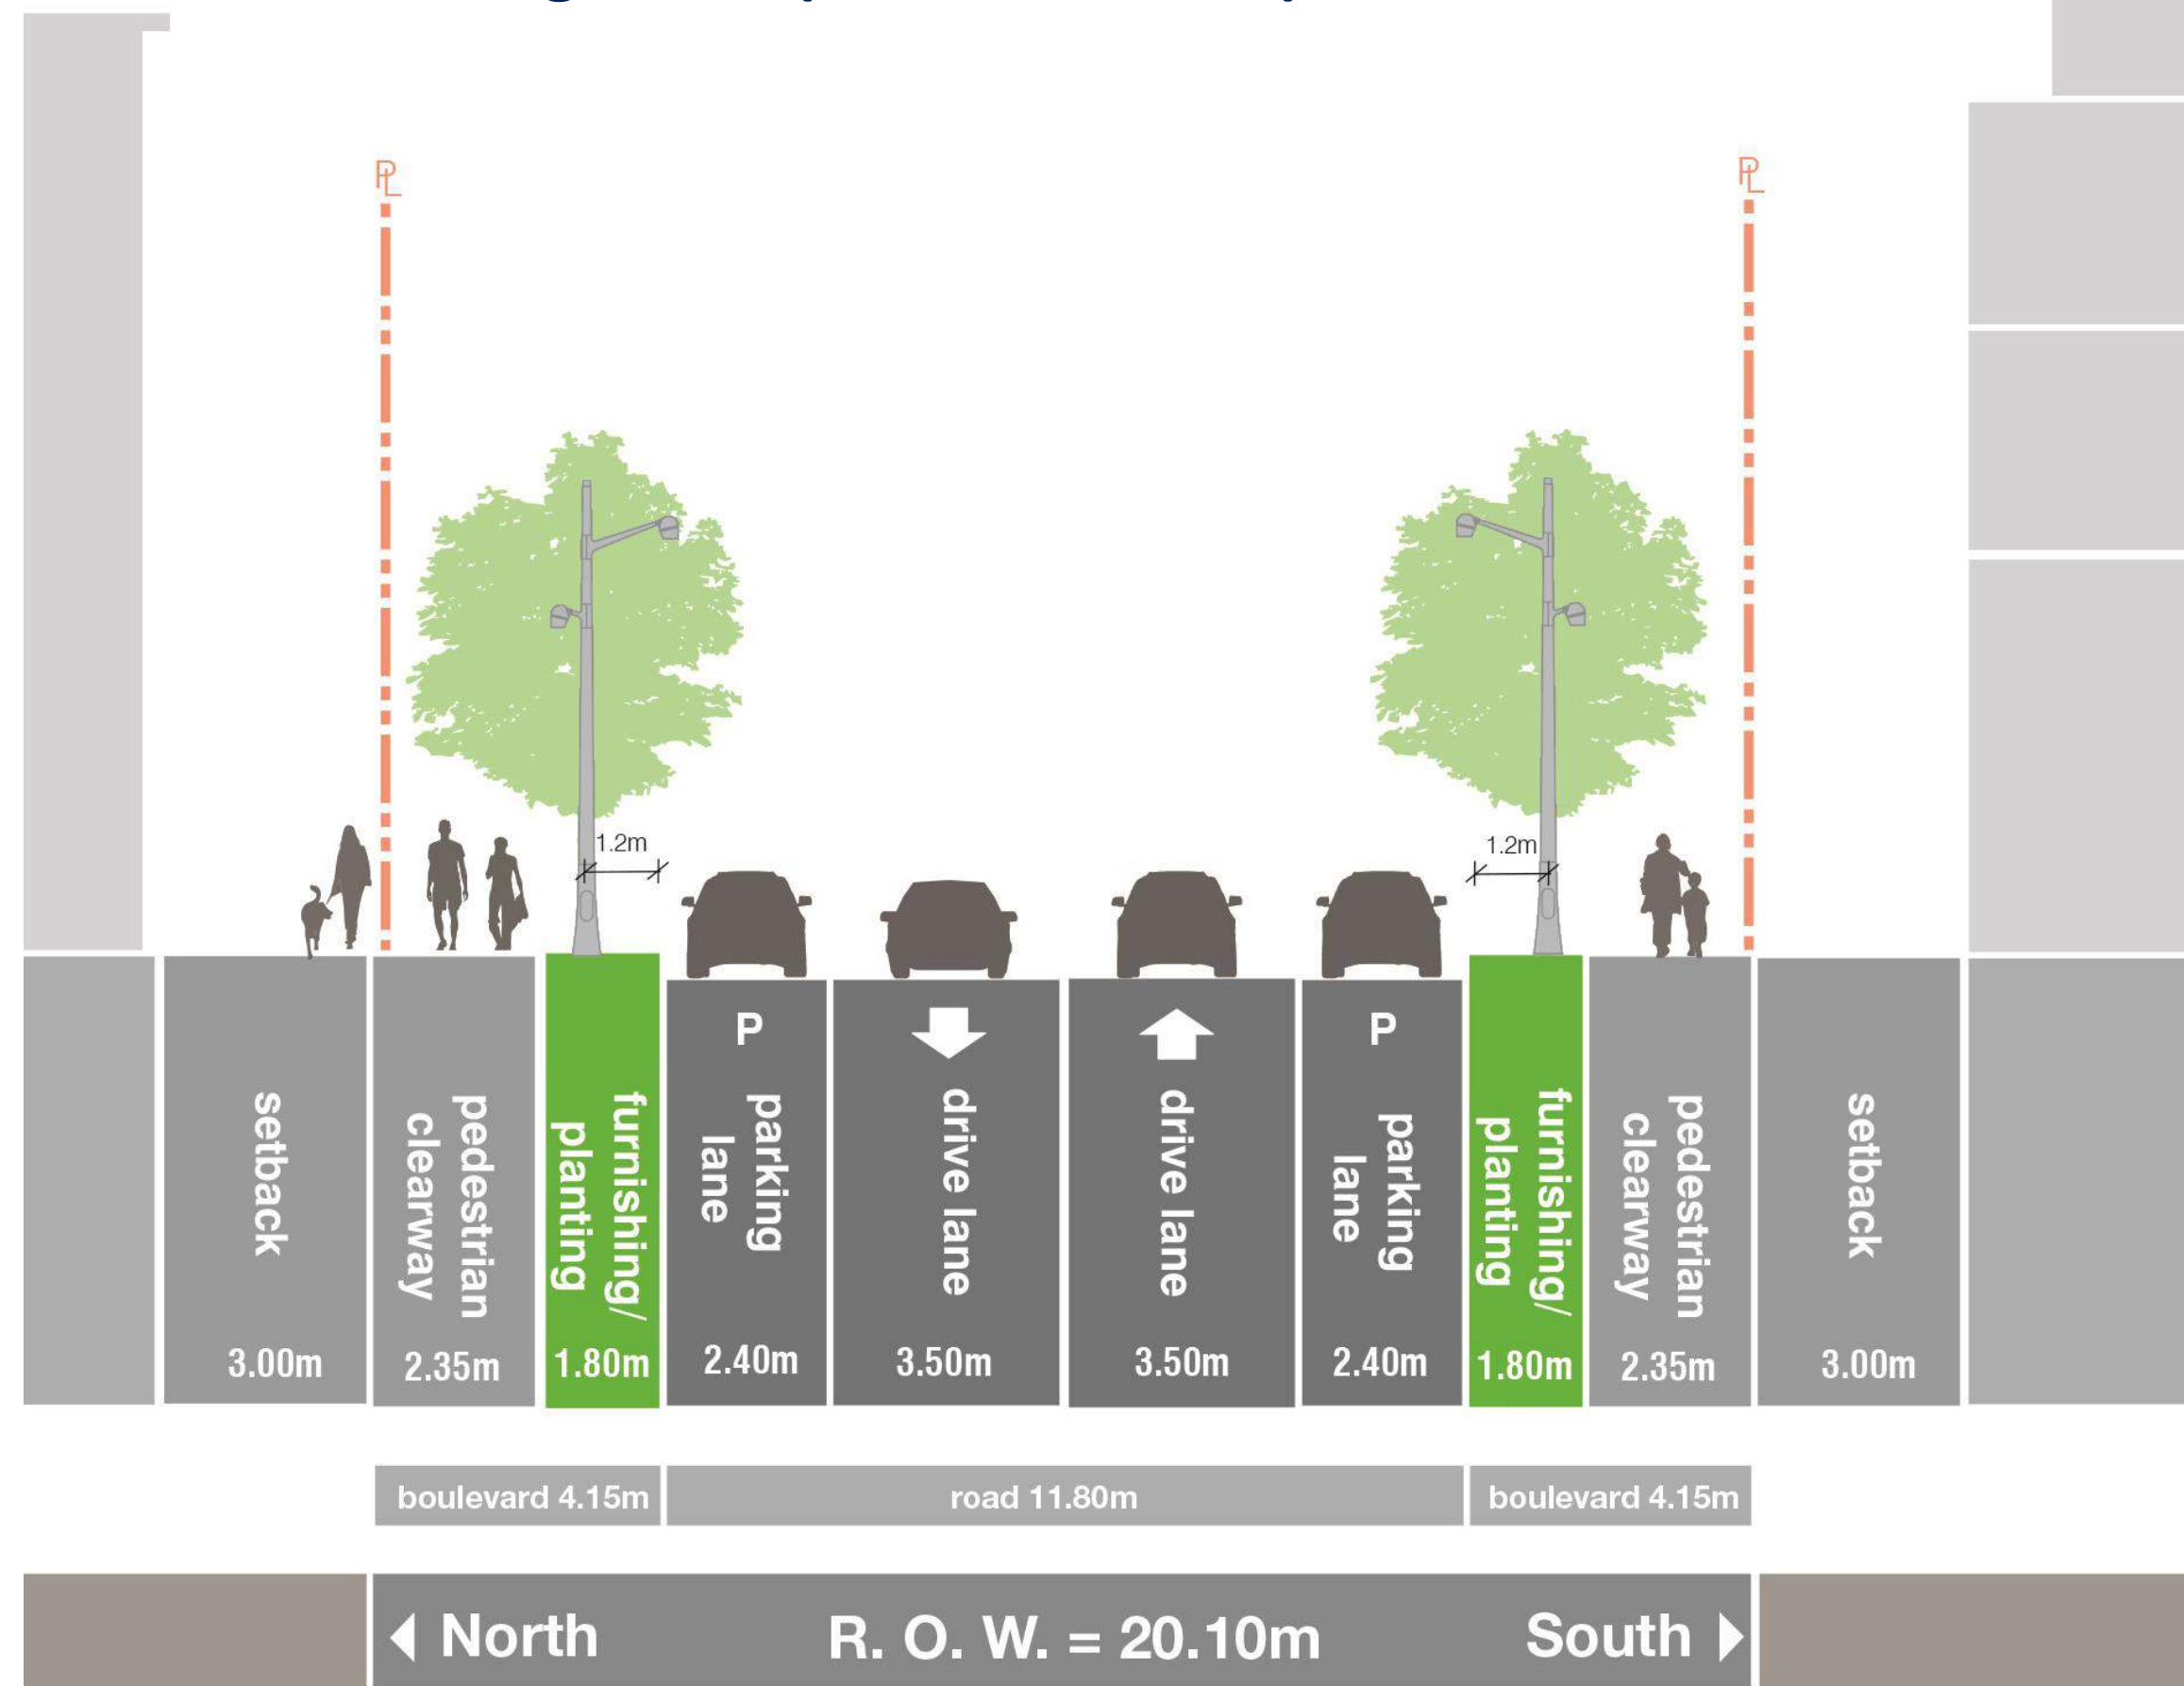 PL
PL
1.2m
1.2m
P
P
setback
pedestrian
clearway
furnishing/
planting
parking
lane
drive lane
drive lane
parking
lane
furnishing/
planting
pedestrian
clearway
setback
3.00m
2.35m
1.80m
2.40m
3.50m
3.50m
2.40m
1.80m
2.35m
3.00m
boulevard 4.15m
road 11.80m
boulevard 4.15m
North
R. O. W. = 20.10m
South